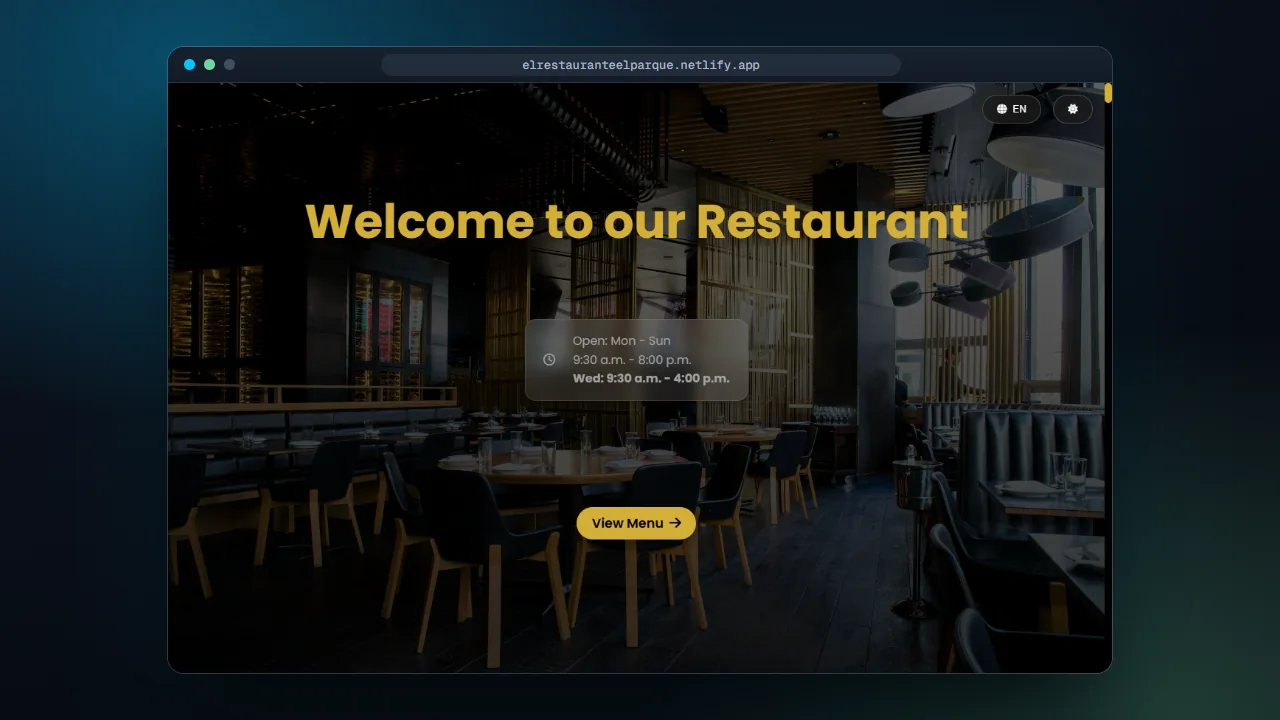 elrestauranteelparque.netlify.app
EN
Welcome to our Restaurant
Open: Mon - Sun
9:30 a.m. - 8:00 p.m.
Wed: 9:30 a.m. - 4:00 p.m.
View Menu →